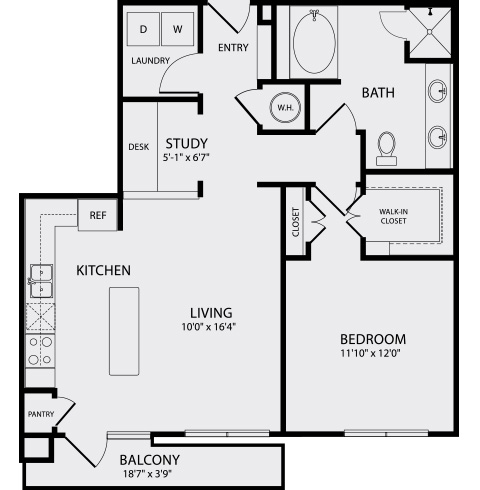 D W
ENTRY
LAUNDRY
BATH
W.H.
STUDY
5'-1" x 6'7"
DESK
REF
CLOSET
WALK-IN
CLOSET
KITCHEN
LIVING
10'0" x 16'4"
BEDROOM
11'10" x 12'0"
PANTRY
BALCONY
18'7" x 3'9"